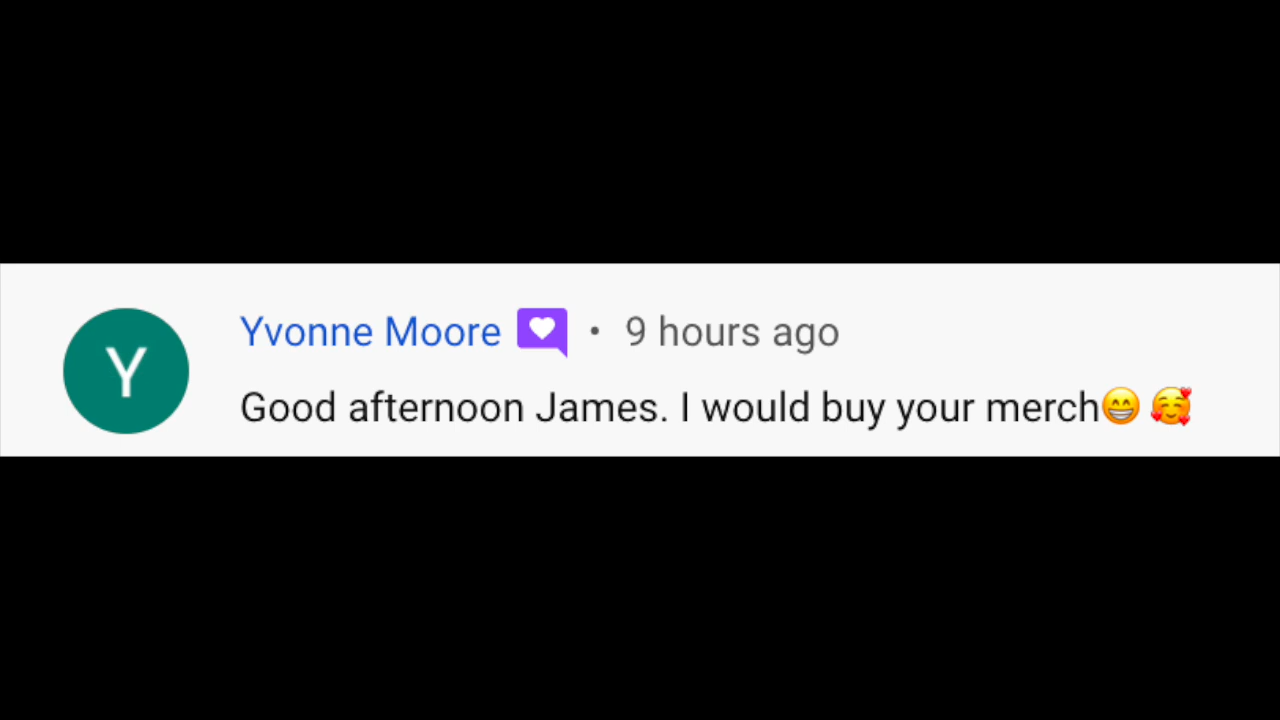 Y
Yvonne Moore • 9 hours ago
Good afternoon James. I would buy your merch😁 🥰